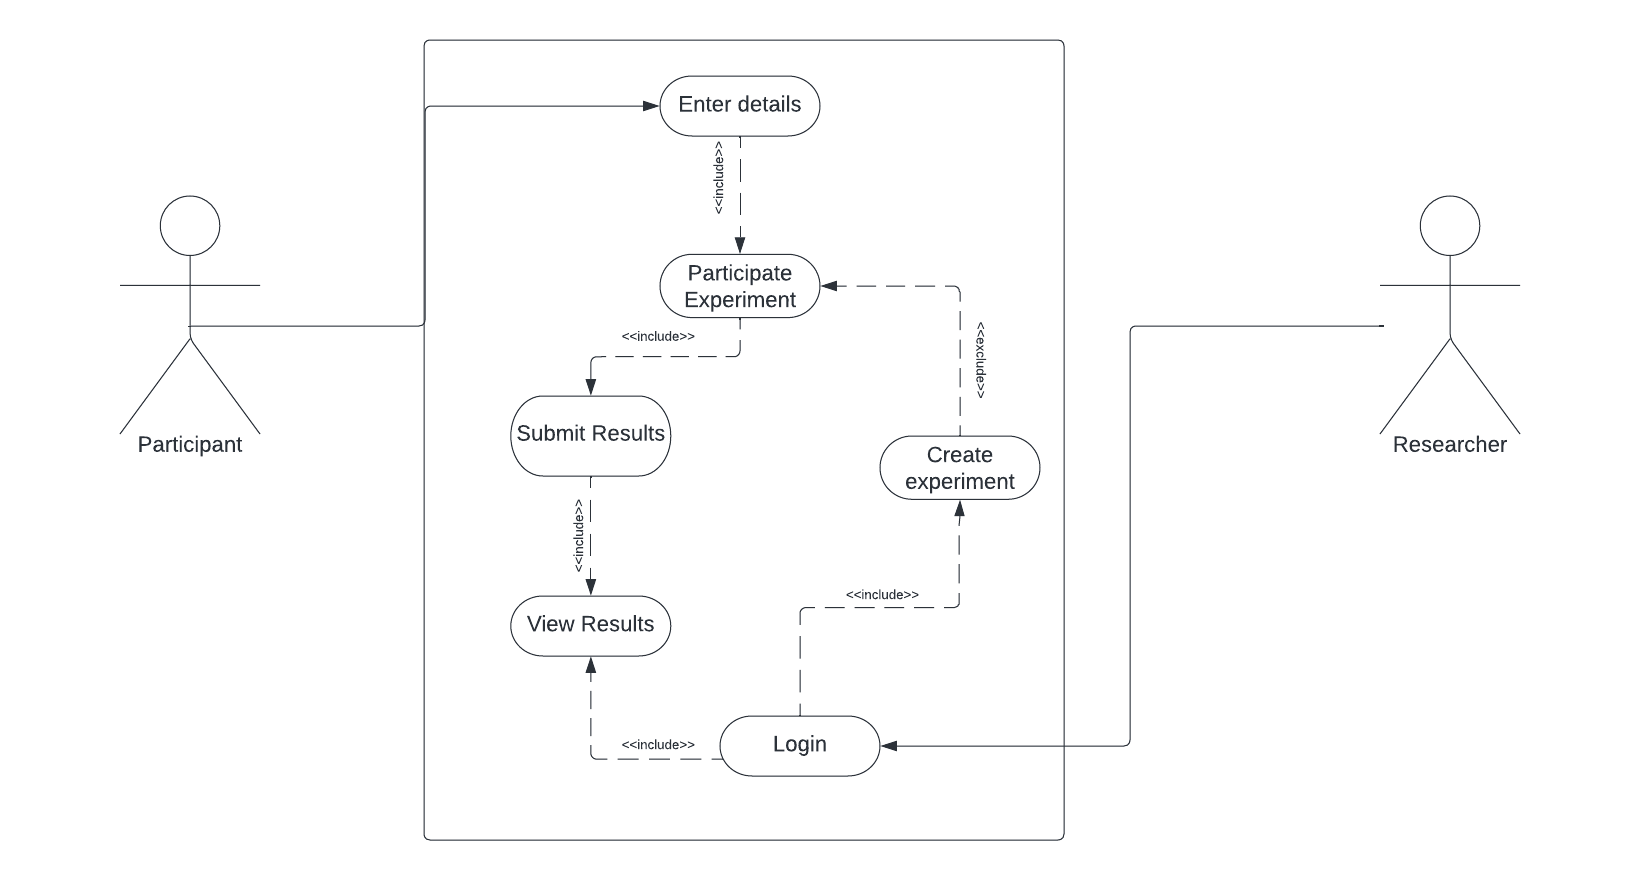 Enter details
<<include>>
Participate
Experiment
<<include>>
<<exclude>>
Submit Results
Create
experiment
Participant
Researcher
<<include>>
<<include>>
View Results
<<include>>
Login